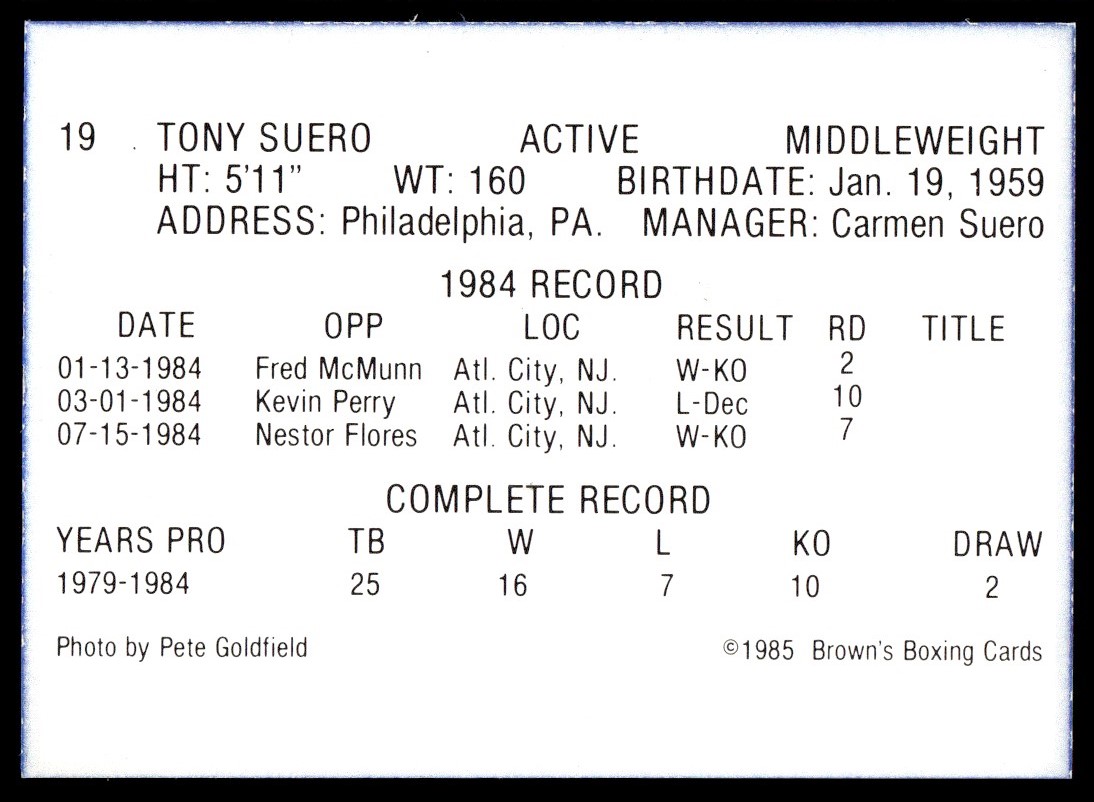 19 TONY SUERO ACTIVE MIDDLEWEIGHT
HT: 5'11" WT: 160 BIRTHDATE: Jan. 19, 1959
ADDRESS: Philadelphia, PA. MANAGER: Carmen Suero
1984 RECORD
DATE OPP LOC RESULT RD TITLE
01-13-1984 Fred McMunn Atl. City, NJ. W-KO 2
03-01-1984 Kevin Perry Atl. City, NJ. L-Dec 10
07-15-1984 Nestor Flores Atl. City, NJ. W-KO 7
COMPLETE RECORD
YEARS PRO TB W L KO DRAW
1979-1984 25 16 7 10 2
Photo by Pete Goldfield ©1985 Brown's Boxing Cards